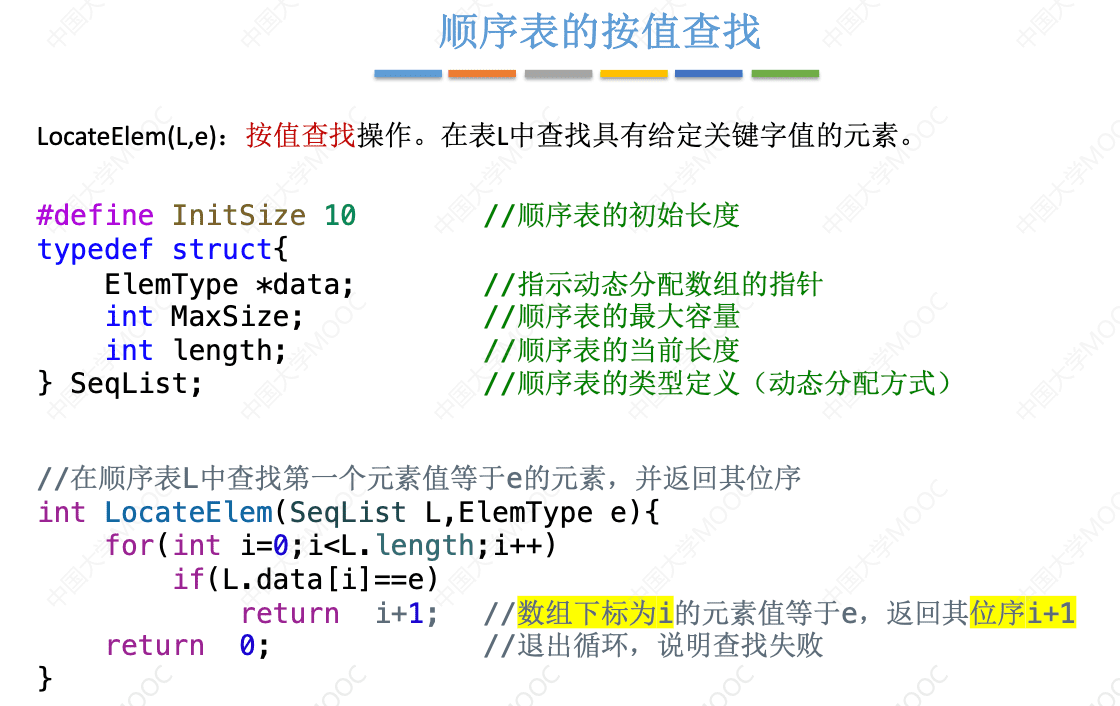 顺序表的按值查找
LocateElem(L,e)：按值查找操作。在表L中查找具有给定关键字值的元素。
#define InitSize 10 //顺序表的初始长度
typedef struct{
ElemType *data; //指示动态分配数组的指针
int MaxSize; //顺序表的最大容量
int length; //顺序表的当前长度
} SeqList; //顺序表的类型定义（动态分配方式）
//在顺序表L中查找第一个元素值等于e的元素，并返回其位序
int LocateElem(SeqList L,ElemType e){
for(int i=0;i<L.length;i++)
if(L.data[i]==e)
return i+1; //数组下标为i的元素值等于e，返回其位序i+1
return 0; //退出循环，说明查找失败
}
中国大学MOOC